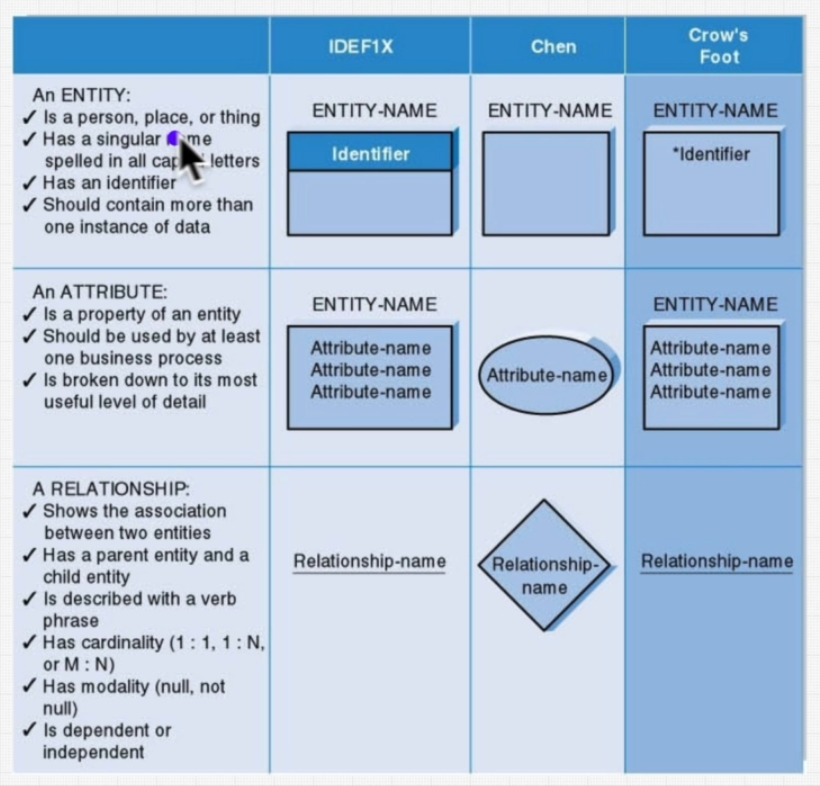 IDEF1X
Chen
Crow's
Foot
An ENTITY:
✓ Is a person, place, or thing
✓ Has a singular
spelled in all letters
✓ Has an identifier
✓ Should contain more than
one instance of data
ENTITY-NAME
Identifier
ENTITY-NAME
ENTITY-NAME
*Identifier
An ATTRIBUTE:
✓ Is a property of an entity
✓ Should be used by at least
one business process
✓ Is broken down to its most
useful level of detail
ENTITY-NAME
Attribute-name
Attribute-name
Attribute-name
Attribute-name
ENTITY-NAME
Attribute-name
Attribute-name
Attribute-name
A RELATIONSHIP:
✓ Shows the association
between two entities
✓ Has a parent entity and a
child entity
✓ Is described with a verb
phrase
✓ Has cardinality (1 : 1, 1 : N,
or M : N)
✓ Has modality (null, not
null)
✓ Is dependent or
independent
Relationship-name
Relationship-
name
Relationship-name